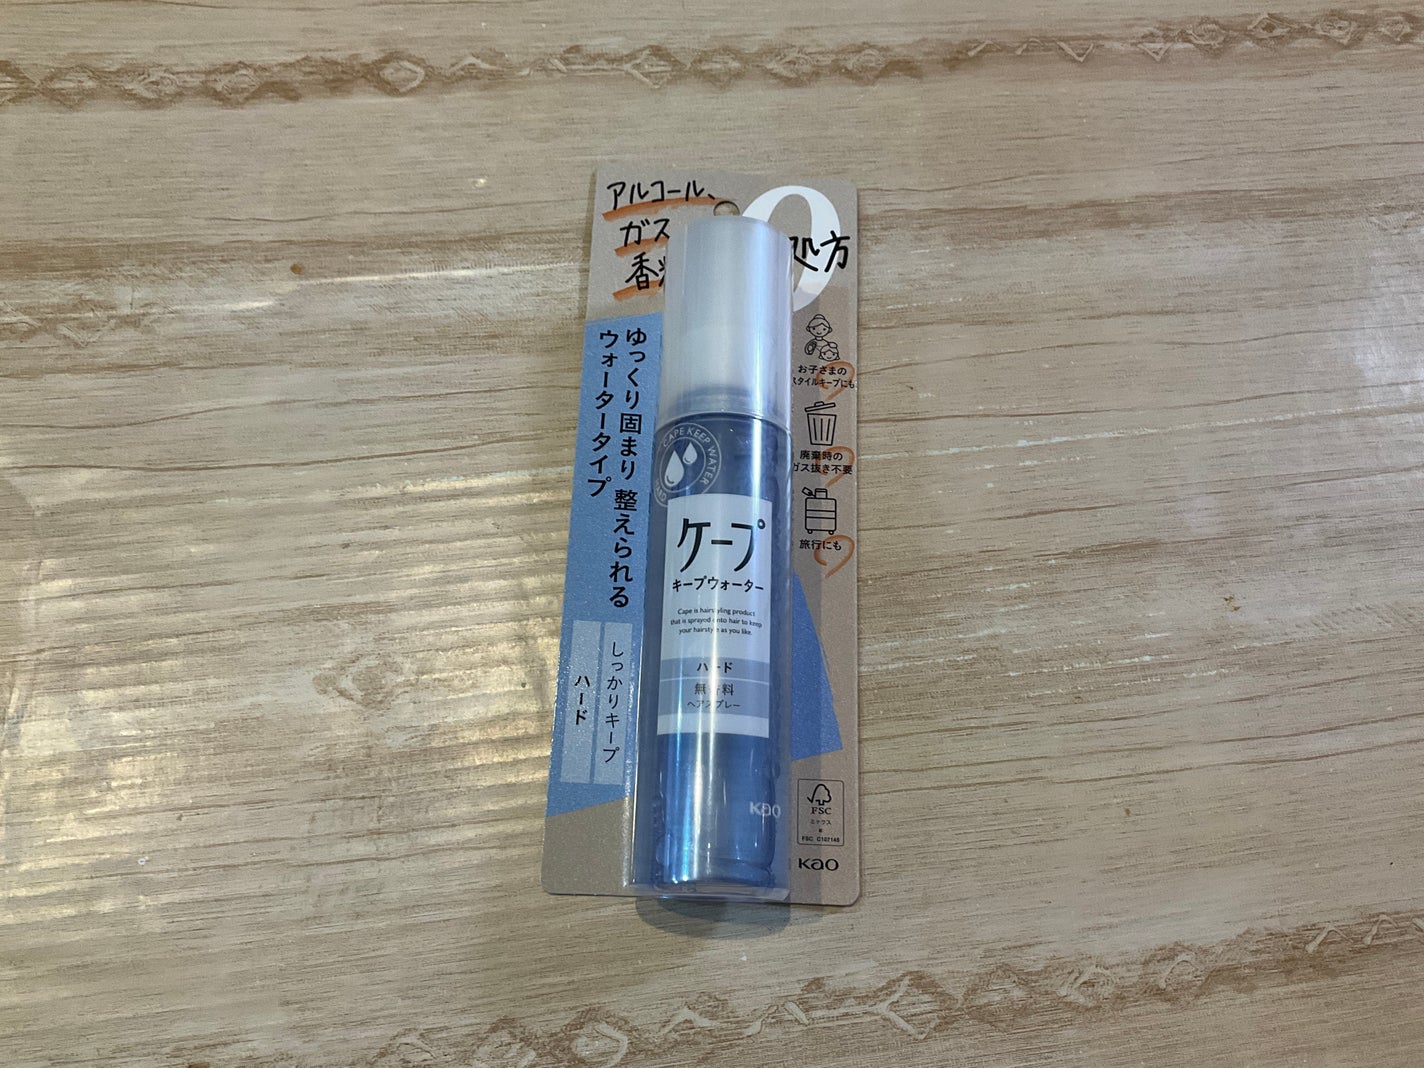 アルコール、
ガス
香料
0
処方
ゆっくり固まり整えられる
ウォータータイプ
しっかりキープ
ハード
お子さまの
スタイルキープにも
廃棄時の
ガス抜き不要
旅行にも
CAPE KEEP WATER
HARD
ケープ
キープウォーター
Cape is hairstyling product
that is sprayed onto hair to keep
your hairstyle as you like.
ハード
無香料
ヘアスプレー
Kao
FSC
ミックス
FSC C107146
Kao